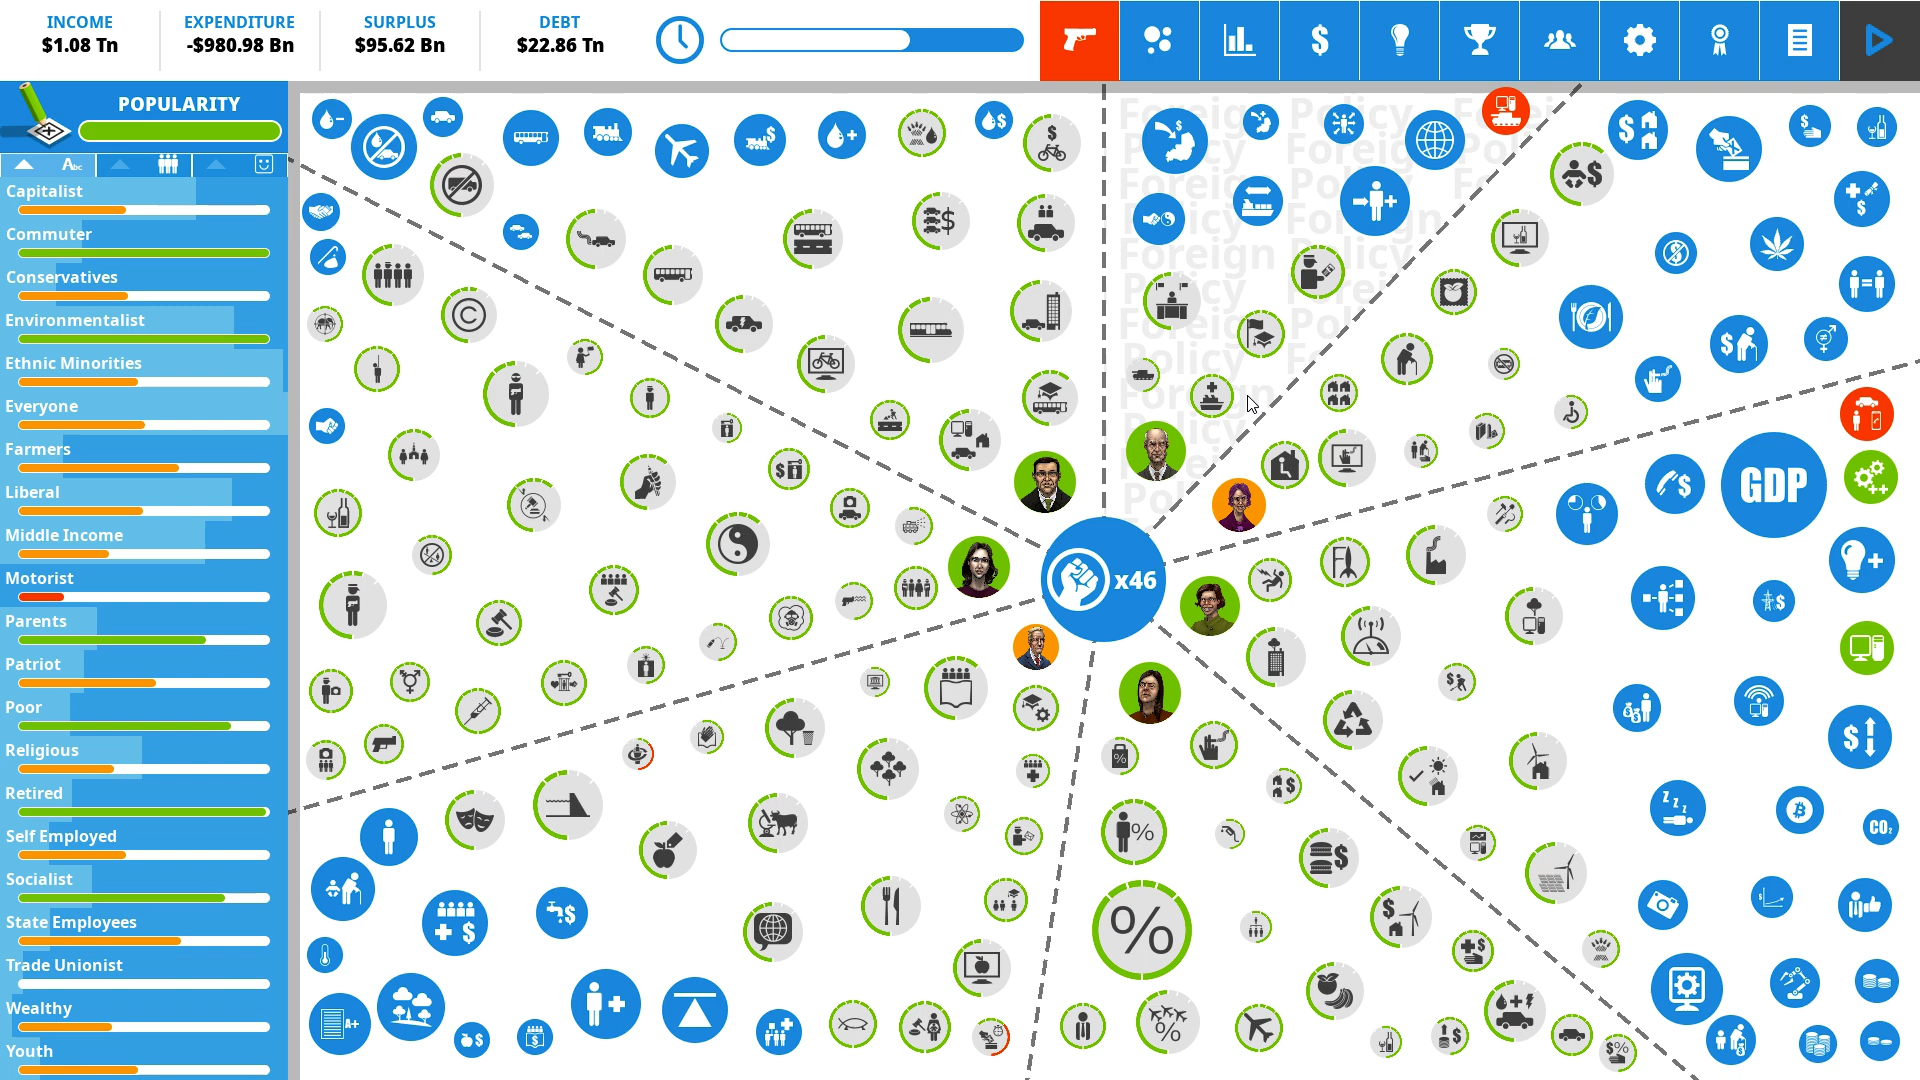 INCOME
$1.08 Tn
EXPENDITURE
-$980.98 Bn
SURPLUS
$95.62 Bn
DEBT
$22.86 Tn
POPULARITY
Abc
Capitalist
Commuter
Conservatives
Environmentalist
Ethnic Minorities
Everyone
Farmers
Liberal
Middle Income
Motorist
Parents
Patriot
Poor
Religious
Retired
Self Employed
Socialist
State Employees
Trade Unionist
Wealthy
Youth
Foreign Policy
GDP
x46
CO₂
A+